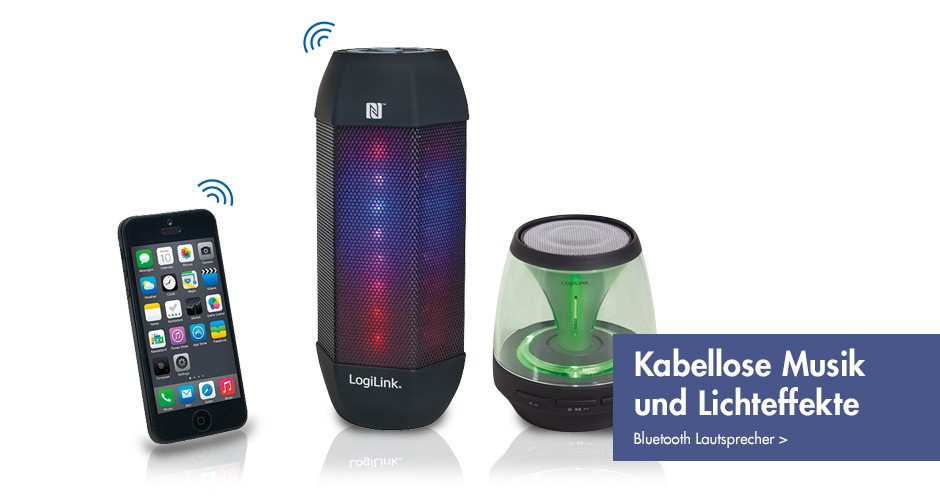 LogiLink.
LogiLink.
Kabellose Musik
und Lichteffekte
Bluetooth Lautsprecher >